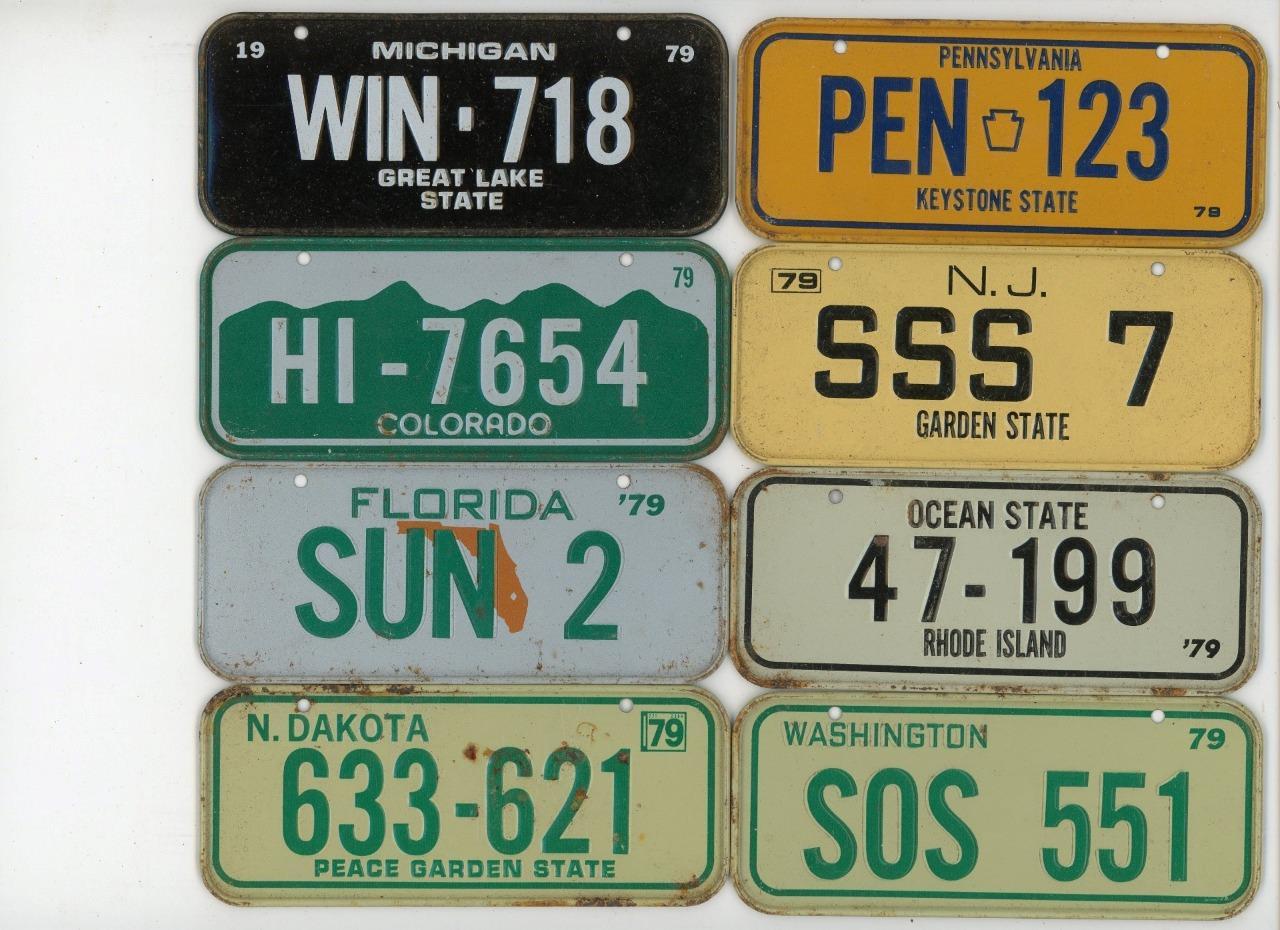 19 MICHIGAN 79
WIN·718
GREAT LAKE
STATE
PENNSYLVANIA
PEN 123
KEYSTONE STATE 79
79
HI-7654
COLORADO
79 N.J.
SSS 7
GARDEN STATE
FLORIDA '79
SUN 2
OCEAN STATE
47-199
RHODE ISLAND '79
N. DAKOTA 79
633-621
PEACE GARDEN STATE
WASHINGTON 79
SOS 551